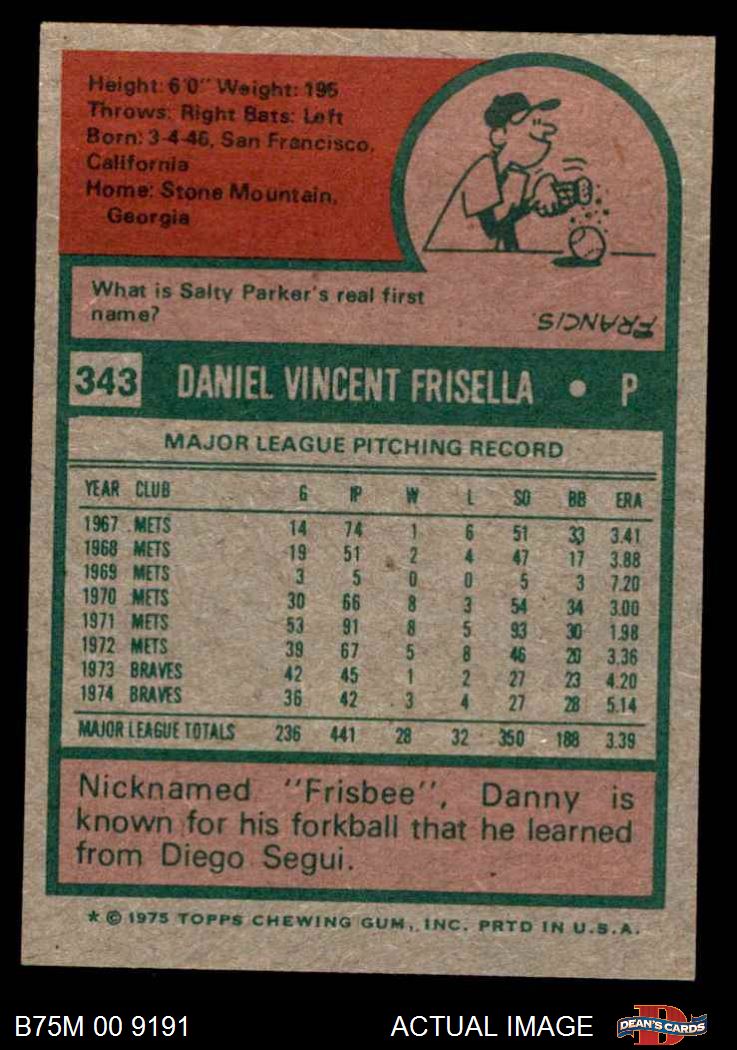 Height: 6'0" Weight: 195
Throws: Right Bats: Left
Born: 3-4-46, San Francisco,
California
Home: Stone Mountain,
Georgia
What is Salty Parker's real first
name?
FRANCIS.
343 DANIEL VINCENT FRISELLA • P
MAJOR LEAGUE PITCHING RECORD
YEAR CLUB G IP W L SO BB ERA
1967 METS 14 74 1 6 51 33 3.41
1968 METS 19 51 2 4 47 17 3.88
1969 METS 3 5 0 0 5 3 7.20
1970 METS 30 66 8 3 54 34 3.00
1971 METS 53 91 8 5 93 30 1.98
1972 METS 39 67 5 8 46 20 3.36
1973 BRAVES 42 45 1 2 27 23 4.20
1974 BRAVES 36 42 3 4 27 28 5.14
MAJOR LEAGUE TOTALS 236 441 28 32 350 188 3.39
Nicknamed "Frisbee", Danny is
known for his forkball that he learned
from Diego Segui.
* © 1975 TOPPS CHEWING GUM, INC. PRTD IN U.S.A.
B75M 00 9191 ACTUAL IMAGE D DEAN'S CARDS